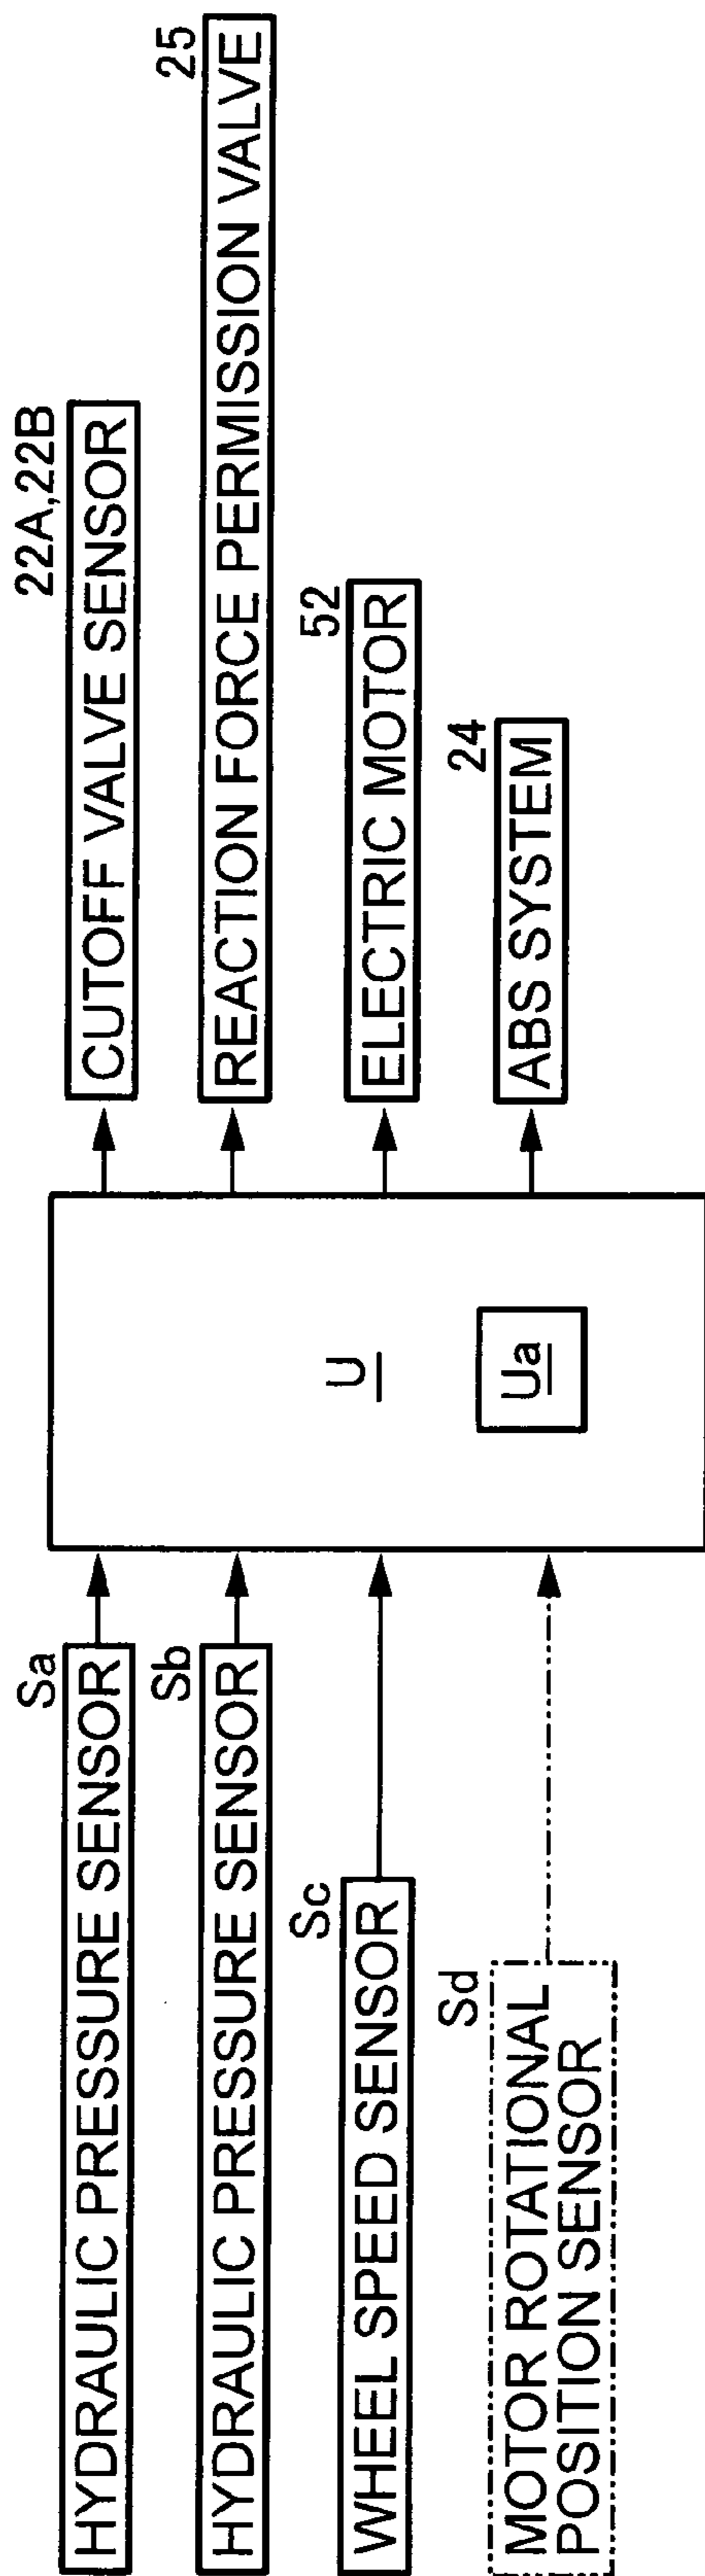 Sa
HYDRAULIC PRESSURE SENSOR
Sb
HYDRAULIC PRESSURE SENSOR
Sc
WHEEL SPEED SENSOR
Sd
MOTOR ROTATIONAL
POSITION SENSOR
U
Ua
22A,22B
CUTOFF VALVE SENSOR
25
REACTION FORCE PERMISSION VALVE
52
ELECTRIC MOTOR
24
ABS SYSTEM